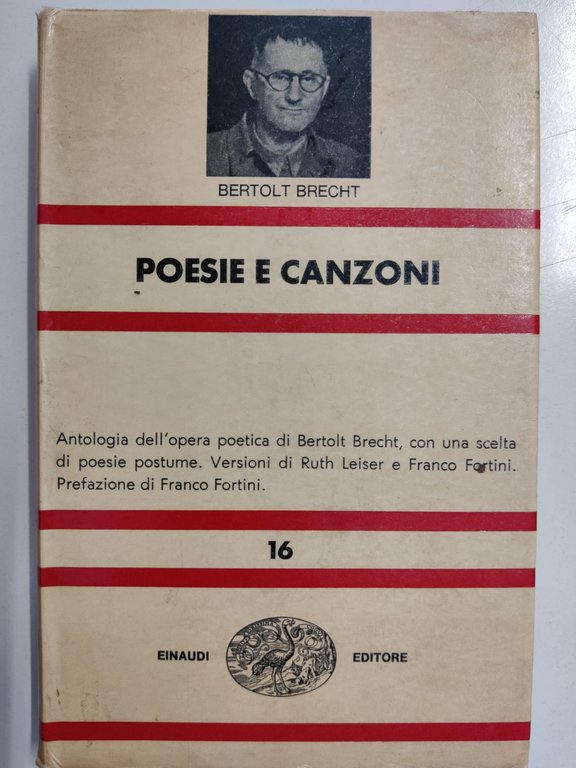 BERTOLT BRECHT
POESIE E CANZONI
Antologia dell'opera poetica di Bertolt Brecht, con una scelta
di poesie postume. Versioni di Ruth Leiser e Franco Fortini.
Prefazione di Franco Fortini.
16
EINAUDI EDITORE